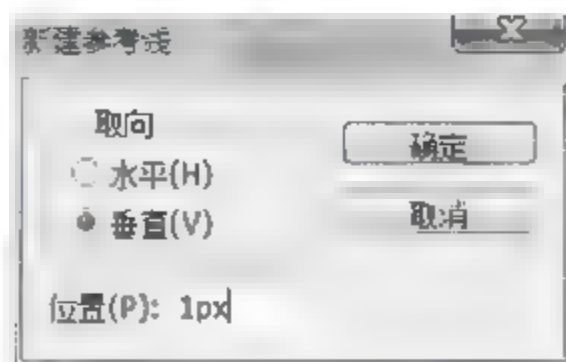 新建参考线
取向
水平(H)
垂直(V)
确定
取消
位置(P): 1px